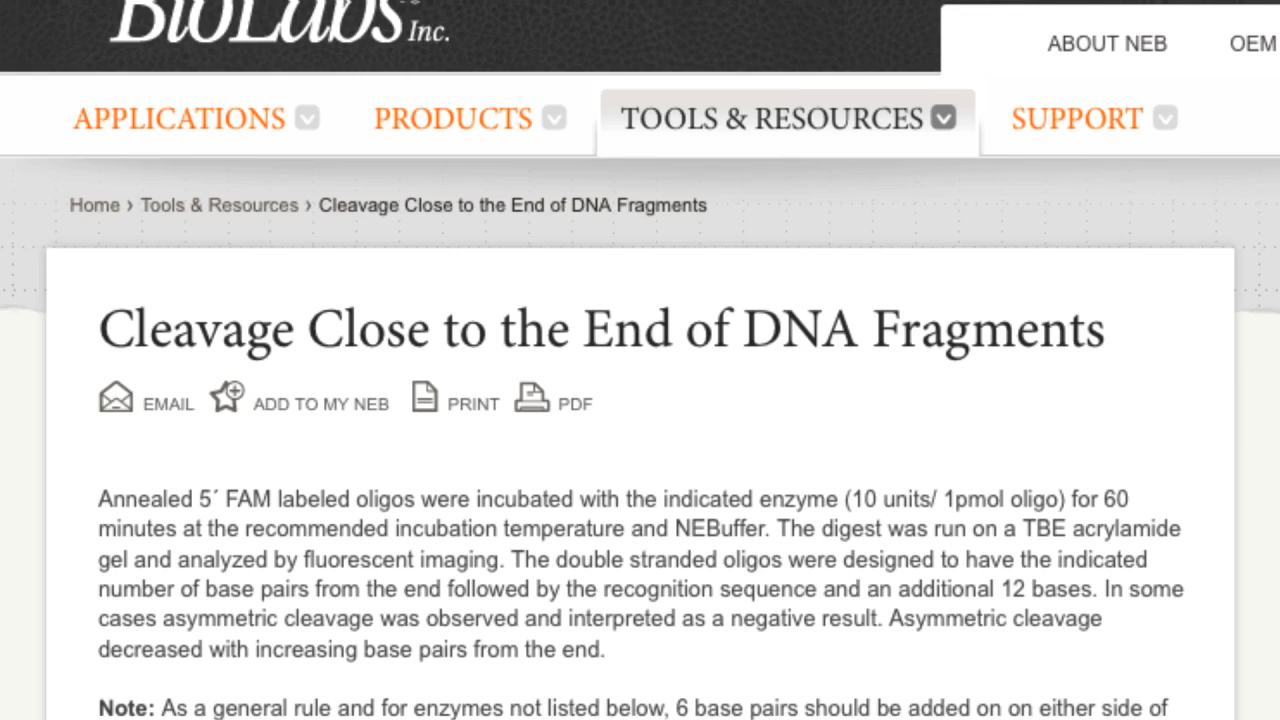 BioLabs Inc.
ABOUT NEB OEM
APPLICATIONS PRODUCTS TOOLS & RESOURCES SUPPORT
Home › Tools & Resources › Cleavage Close to the End of DNA Fragments
Cleavage Close to the End of DNA Fragments
EMAIL ADD TO MY NEB PRINT PDF
Annealed 5´ FAM labeled oligos were incubated with the indicated enzyme (10 units/ 1pmol oligo) for 60
minutes at the recommended incubation temperature and NEBuffer. The digest was run on a TBE acrylamide
gel and analyzed by fluorescent imaging. The double stranded oligos were designed to have the indicated
number of base pairs from the end followed by the recognition sequence and an additional 12 bases. In some
cases asymmetric cleavage was observed and interpreted as a negative result. Asymmetric cleavage
decreased with increasing base pairs from the end.
Note: As a general rule and for enzymes not listed below, 6 base pairs should be added on on either side of